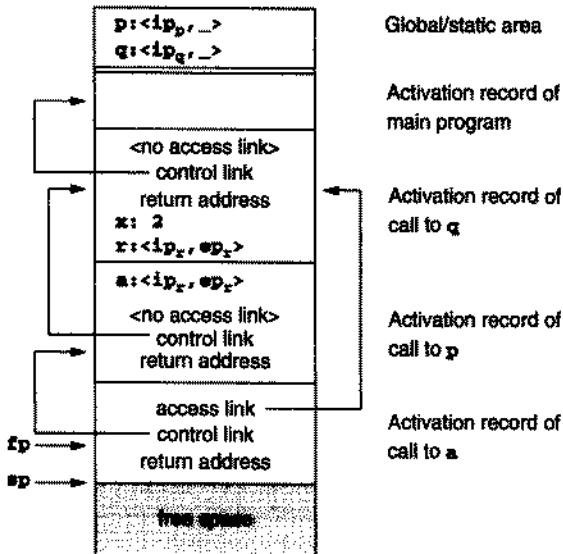 p:<ip_p,_>
q:<ip_q,_>
Global/static area
Activation record of
main program
<no access link>
control link
return address
x: 2
r:<ip_r,ep_r>
Activation record of
call to q
a:<ip_r,ep_r>
<no access link>
control link
return address
Activation record of
call to p
access link
control link
return address
Activation record of
call to a
fp
sp
free space